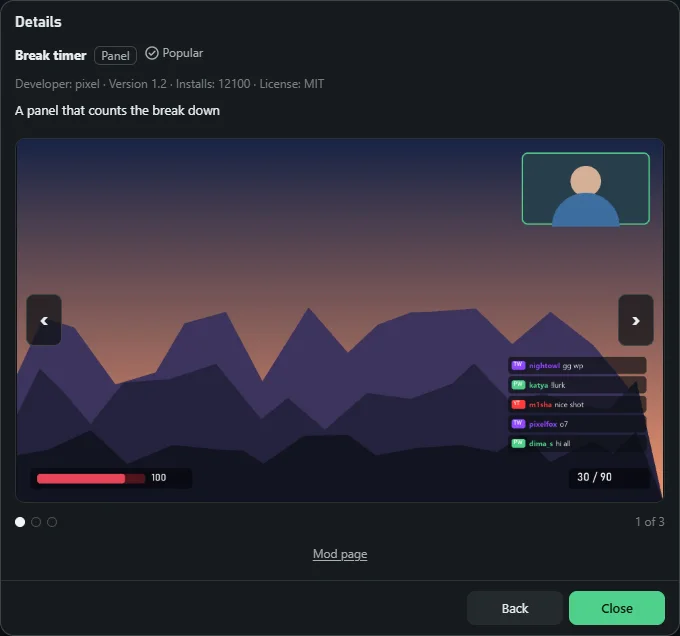 Details
Break timer Panel Popular
Developer: pixel · Version 1.2 · Installs: 12100 · License: MIT
A panel that counts the break down
TW nightowl gg wp
PW katya !lurk
YT m1sha nice shot
TW pixelfox o7
PW dima_s hi all
100
30 / 90
1 of 3
Mod page
Back Close